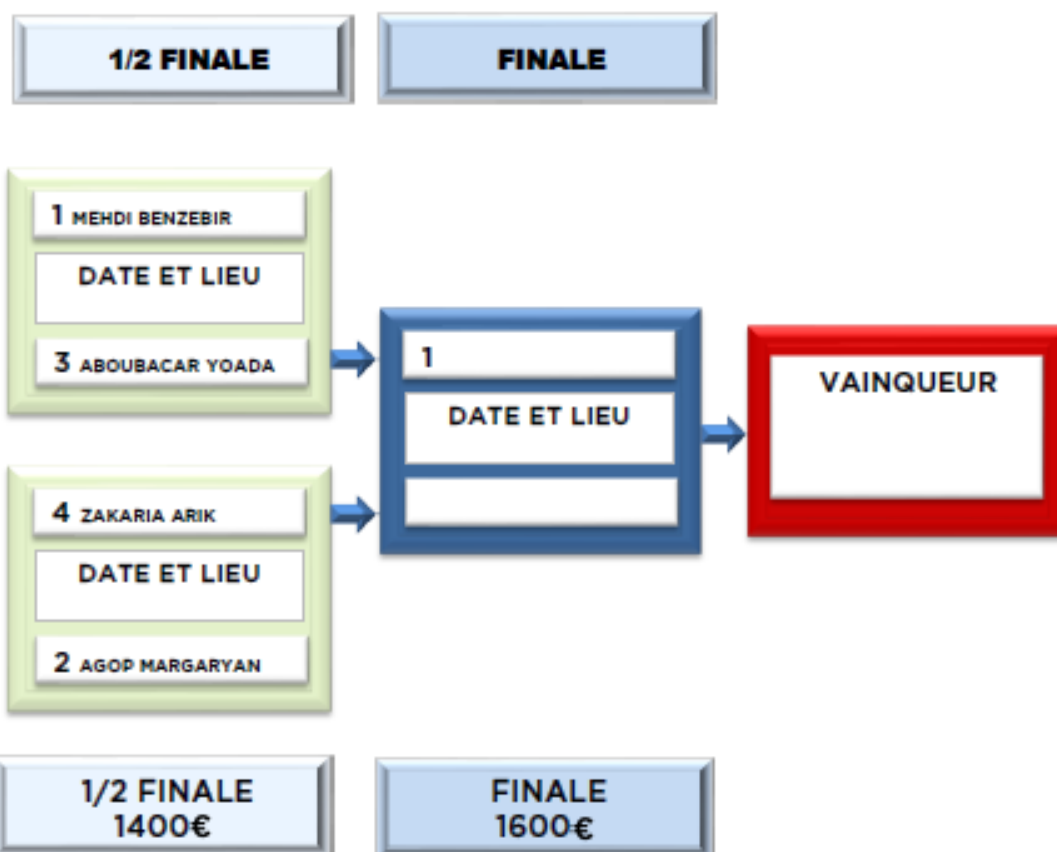 1/2 FINALE
FINALE
1 MEHDI BENZEBIR
DATE ET LIEU
3 ABOUBACAR YOADA
4 ZAKARIA ARIK
DATE ET LIEU
2 AGOP MARGARYAN
1
DATE ET LIEU
VAINQUEUR
1/2 FINALE
1400€
FINALE
1600€